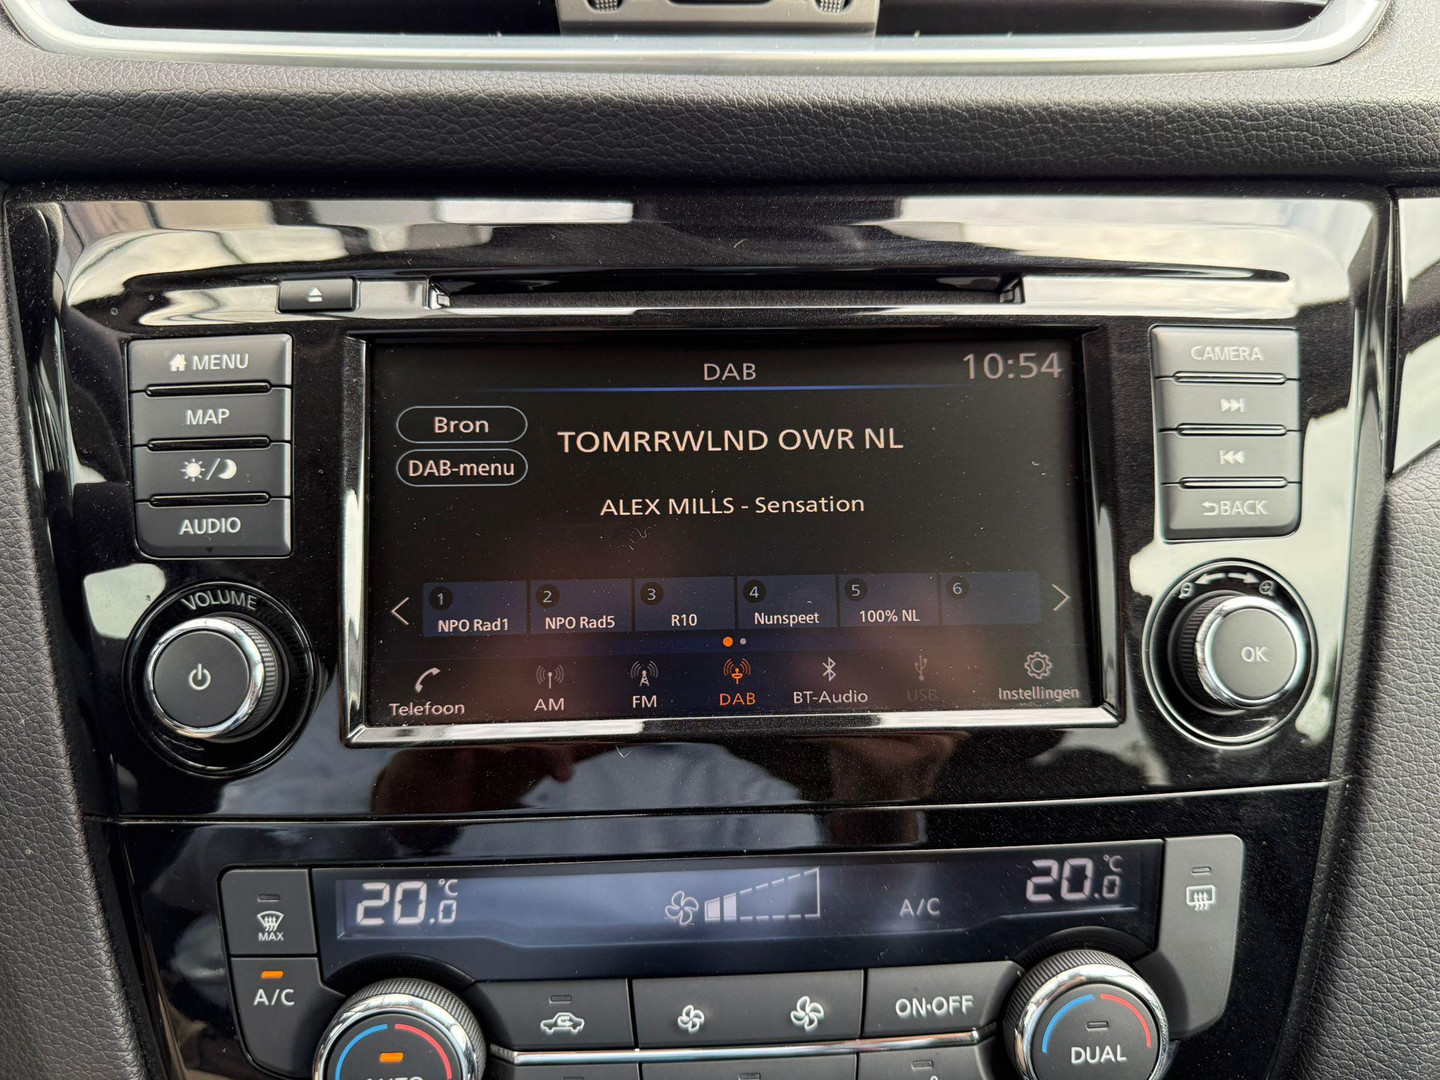 MENU
MAP
AUDIO
VOLUME
DAB
10:54
Bron
DAB-menu
TOMRRWLND OWR NL
ALEX MILLS - Sensation
1
NPO Rad1
2
NPO Rad5
3
R10
4
Nunspeet
5
100% NL
6
Telefoon
AM
FM
DAB
BT-Audio
USB
Instellingen
CAMERA
BACK
OK
20.0 °C
A/C
20.0 °C
MAX
A/C
ON•OFF
AUTO
DUAL